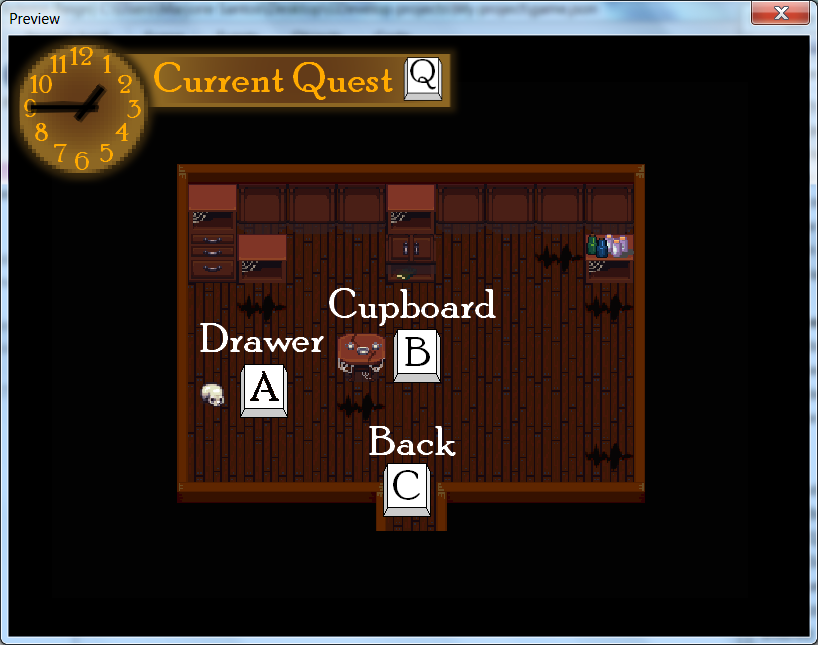 Preview
Current Quest Q
12
11 1
10 2
9 3
8 4
7 5
6
Cupboard
B
Drawer
A
Back
C